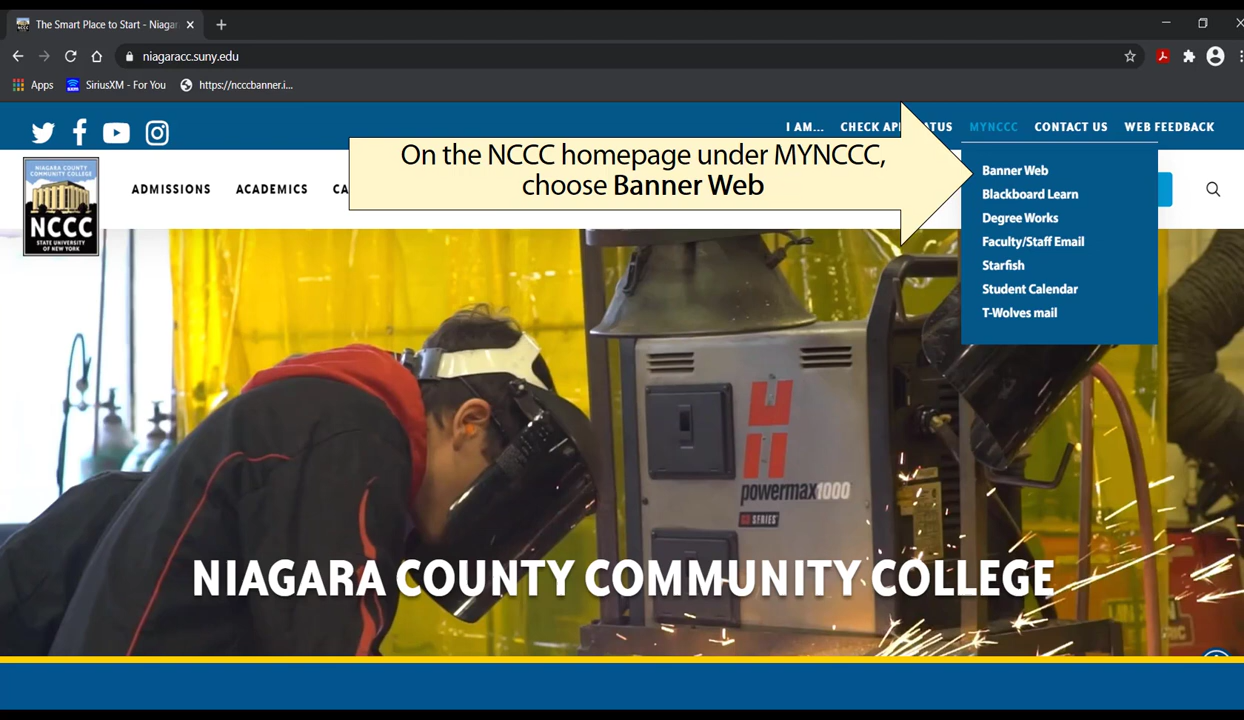 The Smart Place to Start - Niagar
niagaracc.suny.edu
Apps
SiriusXM - For You
https://ncccbanner.i...
I AM...
CHECK AP
TUS
MYNCCC
CONTACT US
WEB FEEDBACK
On the NCCC homepage under MYNCCC,
choose Banner Web
Banner Web
Blackboard Learn
Degree Works
Faculty/Staff Email
Starfish
Student Calendar
T-Wolves mail
NIAGARA COUNTY
COMMUNITY COLLEGE
NCCC
STATE UNIVERSITY
OF NEW YORK
ADMISSIONS
ACADEMICS
CA
powermax1000
G3 SERIES
NIAGARA COUNTY COMMUNITY COLLEGE